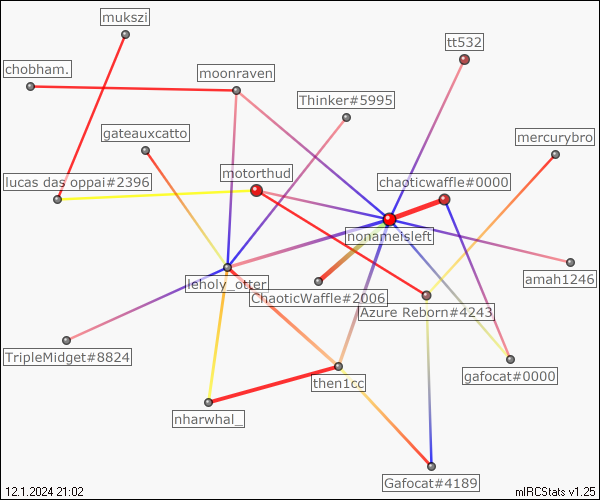 mukszi
tt532
chobham.
moonraven
Thinker#5995
gateauxcatto
mercurybro
motorthud
lucas das oppai#2396
chaoticwaffle#0000
nonameisleft
leholy_otter
amah1246
ChaoticWaffle#2006
Azure Reborn#4243
TripleMidget#8824
gafocat#0000
then1cc
nharwhal_
Gafocat#4189
12.1.2024 21:02
mIRCStats v1.25